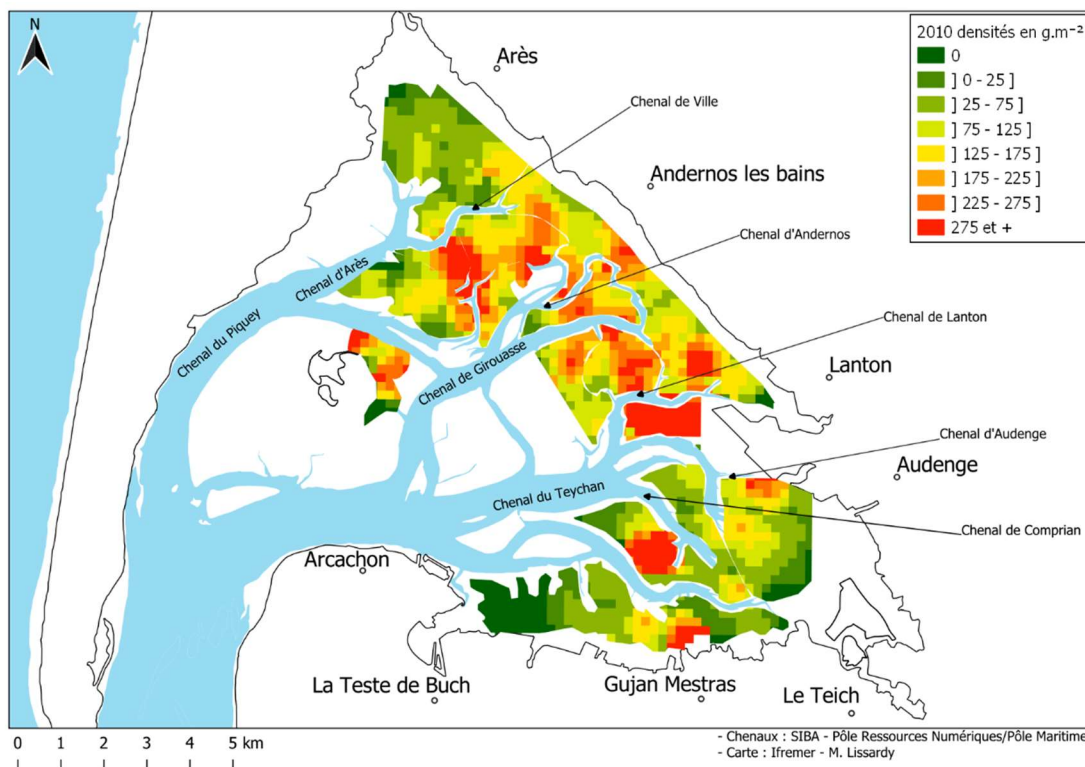 N
2010 densités en g.m⁻²
0
] 0 - 25 ]
] 25 - 75 ]
] 75 - 125 ]
] 125 - 175 ]
] 175 - 225 ]
] 225 - 275 ]
275 et +
Arès
Chenal de Ville
Andernos les bains
Chenal d'Andernos
Chenal d'Arès
Chenal du Piquey
Chenal de Girouasse
Chenal de Lanton
Lanton
Chenal d'Audenge
Audenge
Chenal du Teychan
Chenal de Comprian
Arcachon
La Teste de Buch
Gujan Mestras
Le Teich
0 1 2 3 4 5 km
- Chenaux : SIBA - Pôle Ressources Numériques/Pôle Maritime
- Carte : Ifremer - M. Lissardy